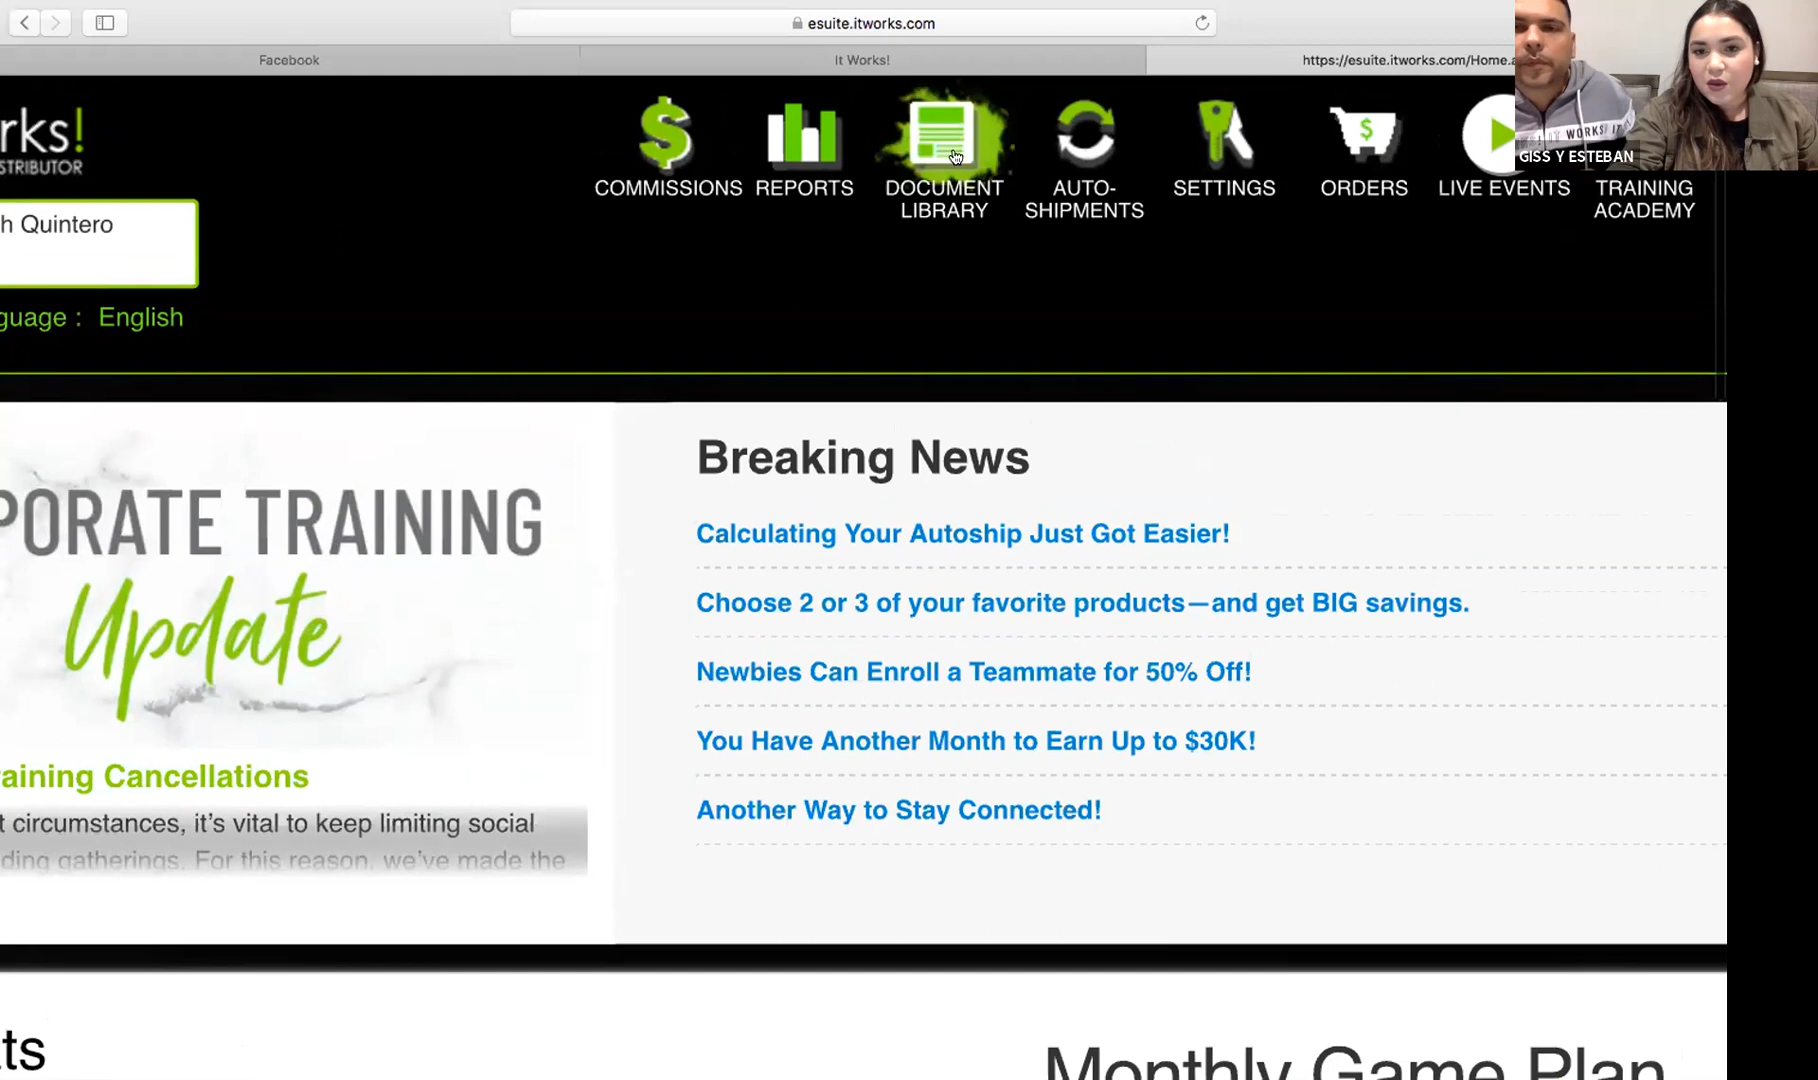 esuite.itworks.com
Facebook
It Works!
https://esuite.itworks.com/Home.a
rks!
STRIBUTOR
COMMISSIONS
REPORTS
DOCUMENT
LIBRARY
AUTO-
SHIPMENTS
SETTINGS
ORDERS
LIVE EVENTS
TRAINING
ACADEMY
IT WORKS! IT
GISS Y ESTEBAN
h Quintero
guage : English
PORATE TRAINING
Update
aining Cancellations
t circumstances, it's vital to keep limiting social
ding gatherings. For this reason, we've made the
Breaking News
Calculating Your Autoship Just Got Easier!
Choose 2 or 3 of your favorite products—and get BIG savings.
Newbies Can Enroll a Teammate for 50% Off!
You Have Another Month to Earn Up to $30K!
Another Way to Stay Connected!
ts
Monthly Game Plan